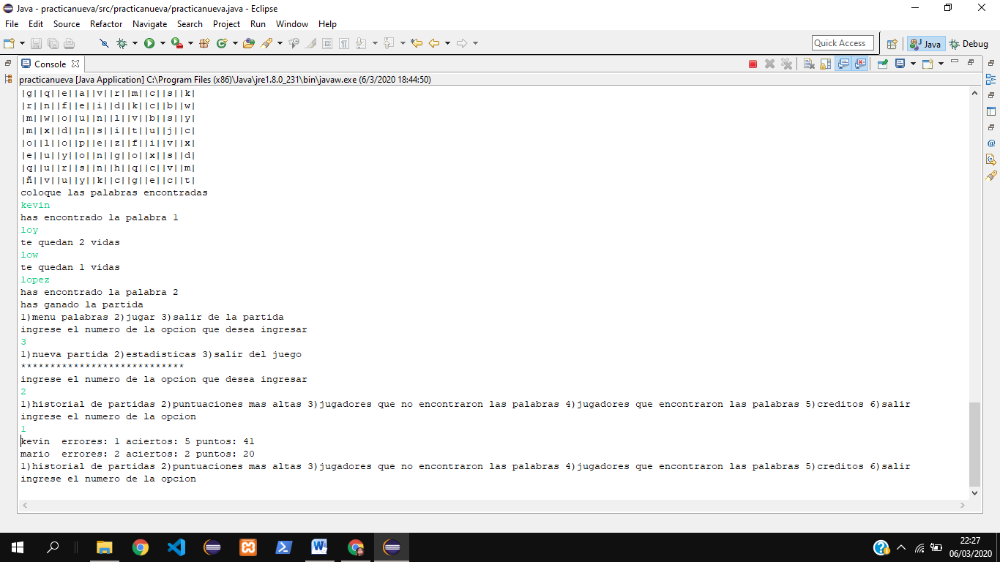 Java - practicanueva/src/practicanueva/practicanueva.java - Eclipse
File Edit Source Refactor Navigate Search Project Run Window Help
Quick Access Java Debug
Console
practicanueva [Java Application] C:\Program Files (x86)\Java\jre1.8.0_231\bin\javaw.exe (6/3/2020 18:44:50)
|g||q||e||a||v||r||m||c||s||k|
|r||n||f||e||i||d||k||c||b||w|
|m||w||o||u||n||l||v||b||s||y|
|m||x||d||n||s||i||t||u||j||c|
|o||l||o||p||e||z||f||i||v||x|
|e||u||y||o||n||g||o||x||s||d|
|q||u||r||s||n||h||q||c||v||m|
|ñ||v||u||y||k||c||g||e||c||t|
coloque las palabras encontradas
kevin
has encontrado la palabra 1
loy
te quedan 2 vidas
low
te quedan 1 vidas
lopez
has encontrado la palabra 2
has ganado la partida
1)menu palabras 2)jugar 3)salir de la partida
ingrese el numero de la opcion que desea ingresar
3
1)nueva partida 2)estadisticas 3)salir del juego
****************************
ingrese el numero de la opcion que desea ingresar
2
1)historial de partidas 2)puntuaciones mas altas 3)jugadores que no encontraron las palabras 4)jugadores que encontraron las palabras 5)creditos 6)salir
ingrese el numero de la opcion
1
kevin  errores: 1 aciertos: 5 puntos: 41
mario  errores: 2 aciertos: 2 puntos: 20
1)historial de partidas 2)puntuaciones mas altas 3)jugadores que no encontraron las palabras 4)jugadores que encontraron las palabras 5)creditos 6)salir
ingrese el numero de la opcion
22:27
06/03/2020